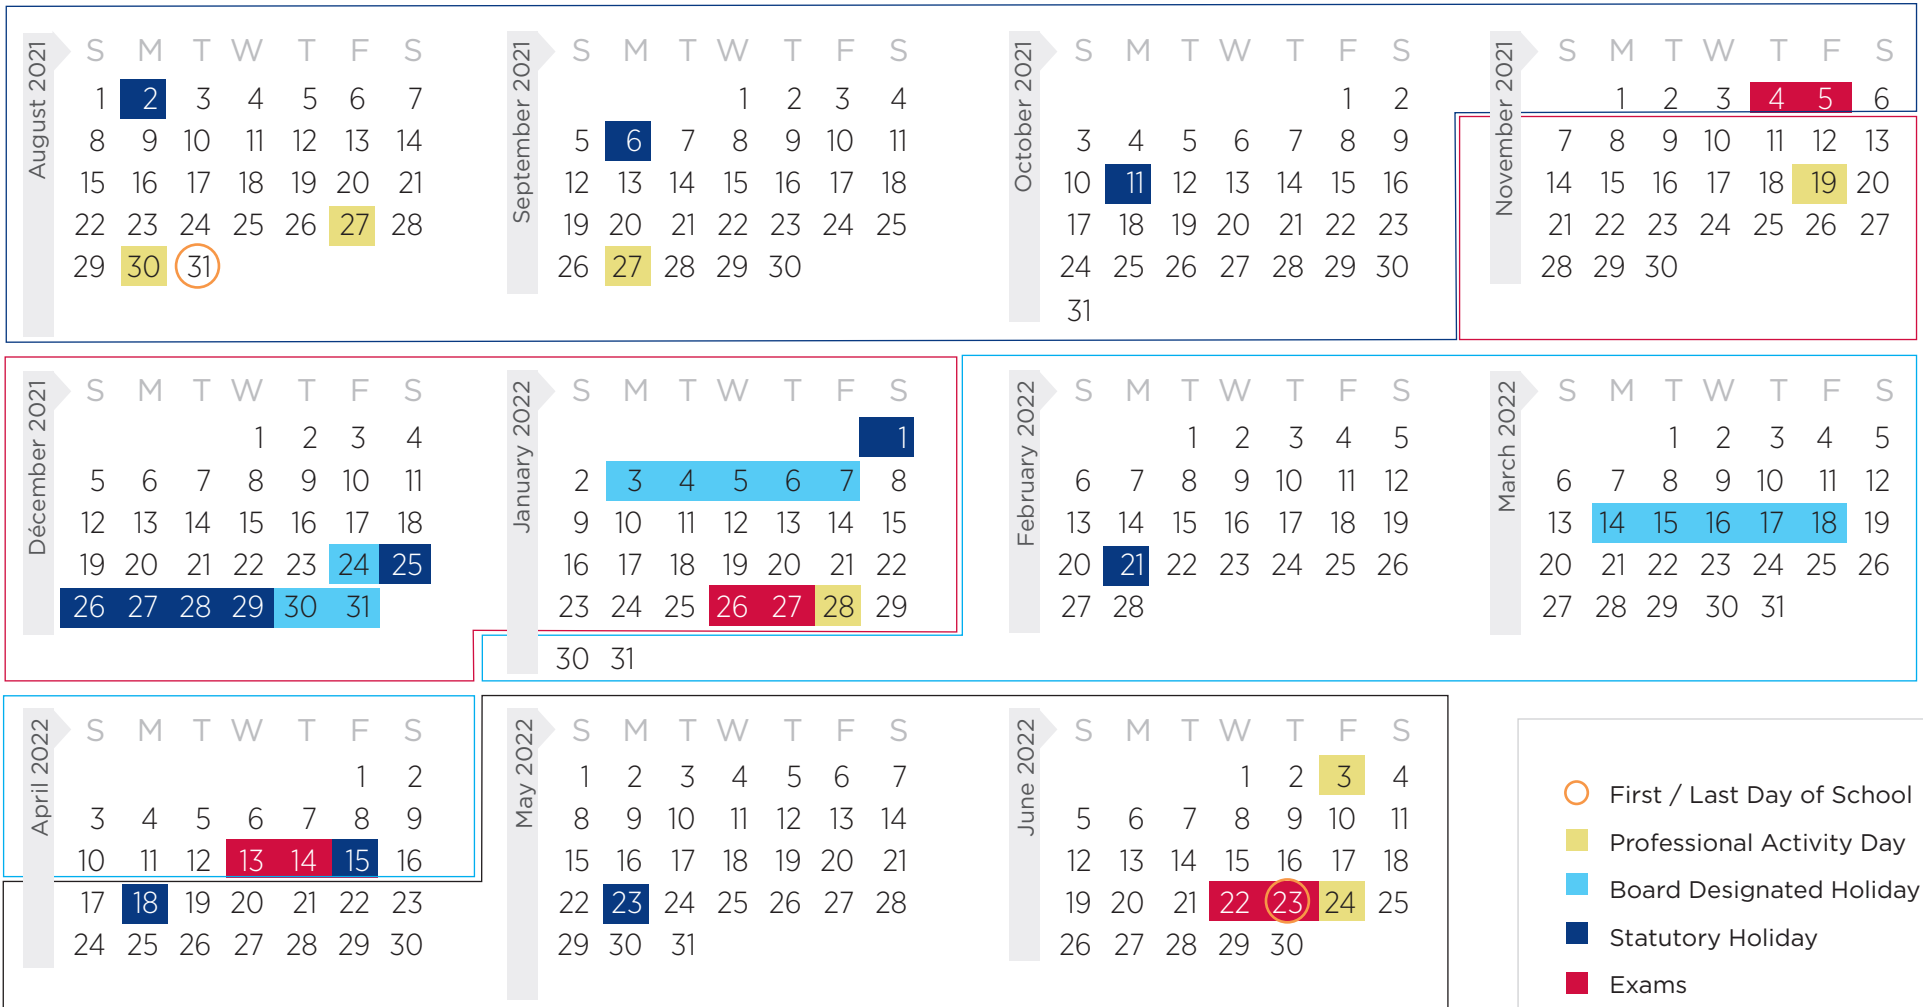 August 2021
S M T W T F S
1 2 3 4 5 6 7
8 9 10 11 12 13 14
15 16 17 18 19 20 21
22 23 24 25 26 27 28
29 30 31
September 2021
S M T W T F S
1 2 3 4
5 6 7 8 9 10 11
12 13 14 15 16 17 18
19 20 21 22 23 24 25
26 27 28 29 30
October 2021
S M T W T F S
1 2
3 4 5 6 7 8 9
10 11 12 13 14 15 16
17 18 19 20 21 22 23
24 25 26 27 28 29 30
31
November 2021
S M T W T F S
1 2 3 4 5 6
7 8 9 10 11 12 13
14 15 16 17 18 19 20
21 22 23 24 25 26 27
28 29 30
Décember 2021
S M T W T F S
1 2 3 4
5 6 7 8 9 10 11
12 13 14 15 16 17 18
19 20 21 22 23 24 25
26 27 28 29 30 31
January 2022
S M T W T F S
1
2 3 4 5 6 7 8
9 10 11 12 13 14 15
16 17 18 19 20 21 22
23 24 25 26 27 28 29
30 31
February 2022
S M T W T F S
1 2 3 4 5
6 7 8 9 10 11 12
13 14 15 16 17 18 19
20 21 22 23 24 25 26
27 28
March 2022
S M T W T F S
1 2 3 4 5
6 7 8 9 10 11 12
13 14 15 16 17 18 19
20 21 22 23 24 25 26
27 28 29 30 31
April 2022
S M T W T F S
1 2
3 4 5 6 7 8 9
10 11 12 13 14 15 16
17 18 19 20 21 22 23
24 25 26 27 28 29 30
May 2022
S M T W T F S
1 2 3 4 5 6 7
8 9 10 11 12 13 14
15 16 17 18 19 20 21
22 23 24 25 26 27 28
29 30 31
June 2022
S M T W T F S
1 2 3 4
5 6 7 8 9 10 11
12 13 14 15 16 17 18
19 20 21 22 23 24 25
26 27 28 29 30
First / Last Day of School
Professional Activity Day
Board Designated Holiday
Statutory Holiday
Exams